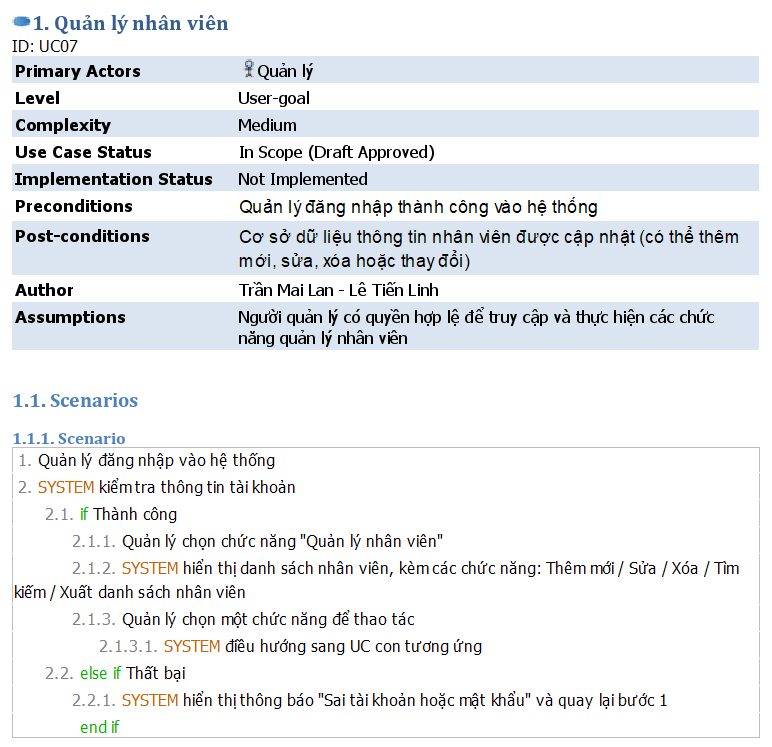 1. Quản lý nhân viên
ID: UC07
Primary Actors Quản lý
Level User-goal
Complexity Medium
Use Case Status In Scope (Draft Approved)
Implementation Status Not Implemented
Preconditions Quản lý đăng nhập thành công vào hệ thống
Post-conditions Cơ sở dữ liệu thông tin nhân viên được cập nhật (có thể thêm
mới, sửa, xóa hoặc thay đổi)
Author Trần Mai Lan - Lê Tiến Linh
Assumptions Người quản lý có quyền hợp lệ để truy cập và thực hiện các chức
năng quản lý nhân viên
1.1. Scenarios
1.1.1. Scenario
1. Quản lý đăng nhập vào hệ thống
2. SYSTEM kiểm tra thông tin tài khoản
2.1. if Thành công
2.1.1. Quản lý chọn chức năng "Quản lý nhân viên"
2.1.2. SYSTEM hiển thị danh sách nhân viên, kèm các chức năng: Thêm mới / Sửa / Xóa / Tìm
kiếm / Xuất danh sách nhân viên
2.1.3. Quản lý chọn một chức năng để thao tác
2.1.3.1. SYSTEM điều hướng sang UC con tương ứng
2.2. else if Thất bại
2.2.1. SYSTEM hiển thị thông báo "Sai tài khoản hoặc mật khẩu" và quay lại bước 1
end if